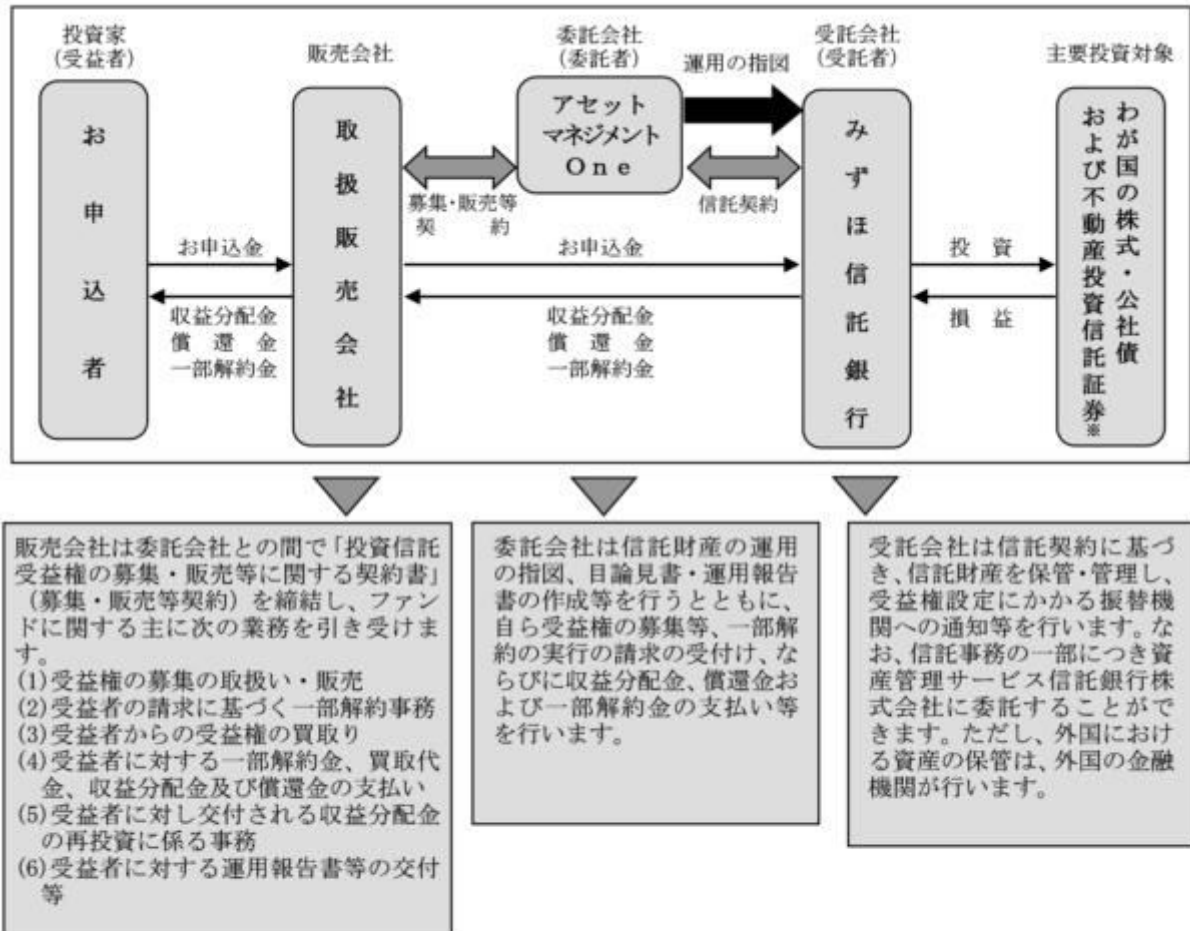 投資家
(受益者)
お申込者
販売会社
取扱販売会社
委託会社
(委託者)
アセット
マネジメント
One
運用の指図
受託会社
(受託者)
みずほ信託銀行
主要投資対象
わが国の株式・公社債
および不動産投資信託証券※
募集・販売等
契約
信託契約
お申込金
収益分配金
償還金
一部解約金
お申込金
収益分配金
償還金
一部解約金
投資
損益
販売会社は委託会社との間で「投資信託
受益権の募集・販売等に関する契約書」
(募集・販売等契約)を締結し、ファン
ドに関する主に次の業務を引き受けま
す。
(1)受益権の募集の取扱い・販売
(2)受益者の請求に基づく一部解約事務
(3)受益者からの受益権の買取り
(4)受益者に対する一部解約金、買取代
金、収益分配金及び償還金の支払い
(5)受益者に対し交付される収益分配金
の再投資に係る事務
(6)受益者に対する運用報告書等の交付
等
委託会社は信託財産の運用
の指図、目論見書・運用報告
書の作成等を行うとともに、
自ら受益権の募集等、一部解
約の実行の請求の受付け、な
らびに収益分配金、償還金お
よび一部解約金の支払い等
を行います。
受託会社は信託契約に基づ
き、信託財産を保管・管理し、
受益権設定にかかる振替機
関への通知等を行います。な
お、信託事務の一部につき資
産管理サービス信託銀行株
式会社に委託することがで
きます。ただし、外国におけ
る資産の保管は、外国の金融
機関が行います。